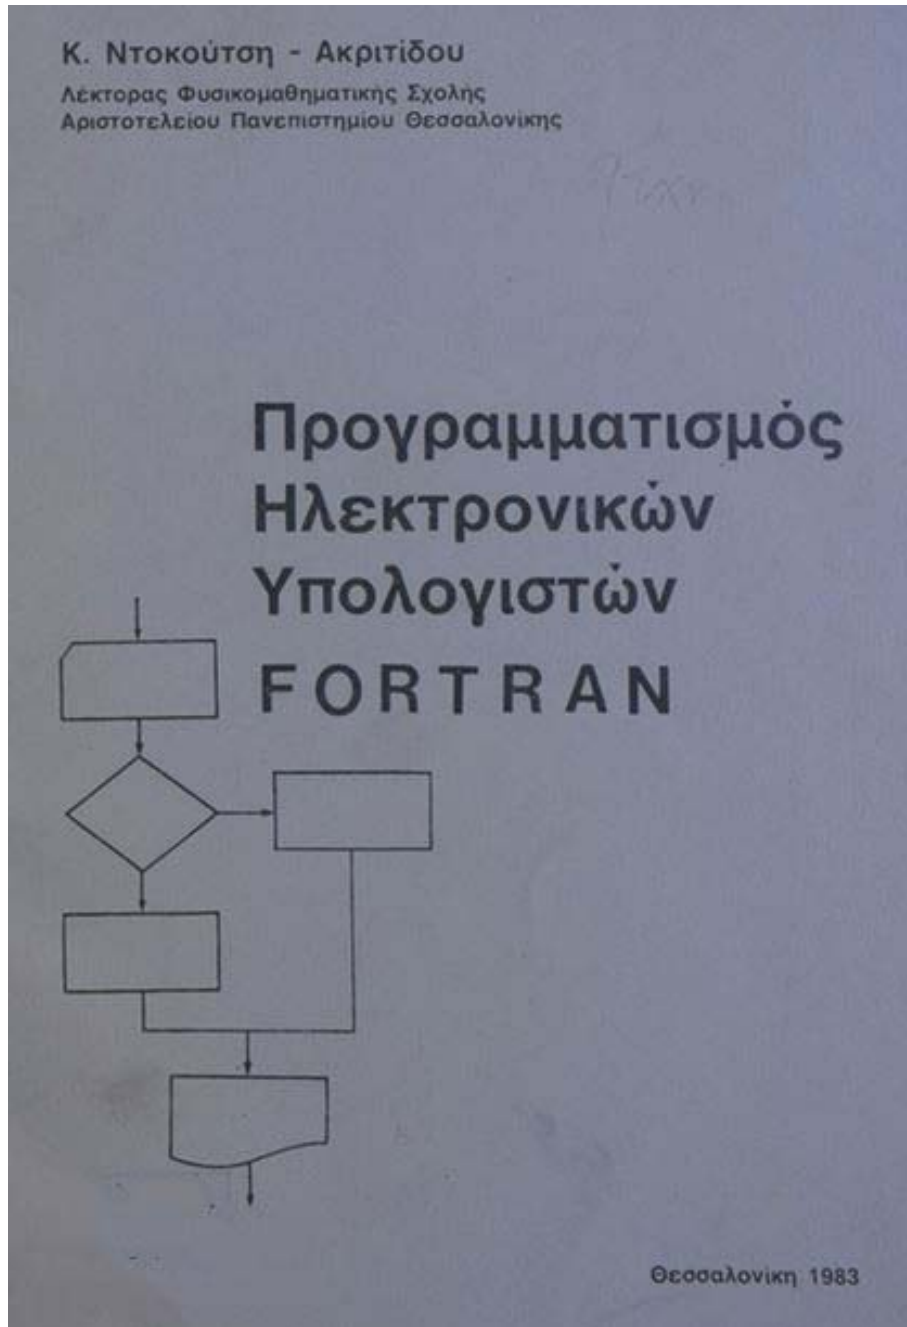 Κ. Ντοκούτση - Ακριτίδου
Λέκτορας Φυσικομαθηματικής Σχολής
Αριστοτελείου Πανεπιστημίου Θεσσαλονίκης
Προγραμματισμός
Ηλεκτρονικών
Υπολογιστών
FORTRAN
Θεσσαλονίκη 1983